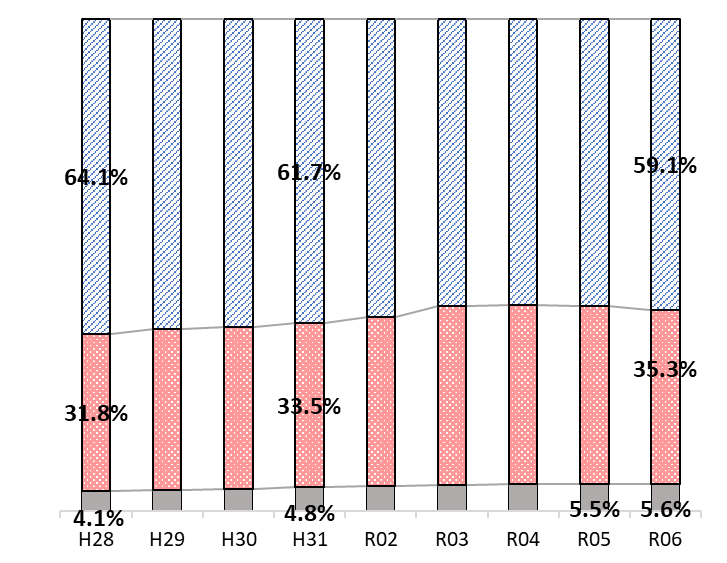 64.1% 61.7% 59.1%
31.8% 33.5% 35.3%
4.1% 4.8% 5.5% 5.6%
H28 H29 H30 H31 R02 R03 R04 R05 R06